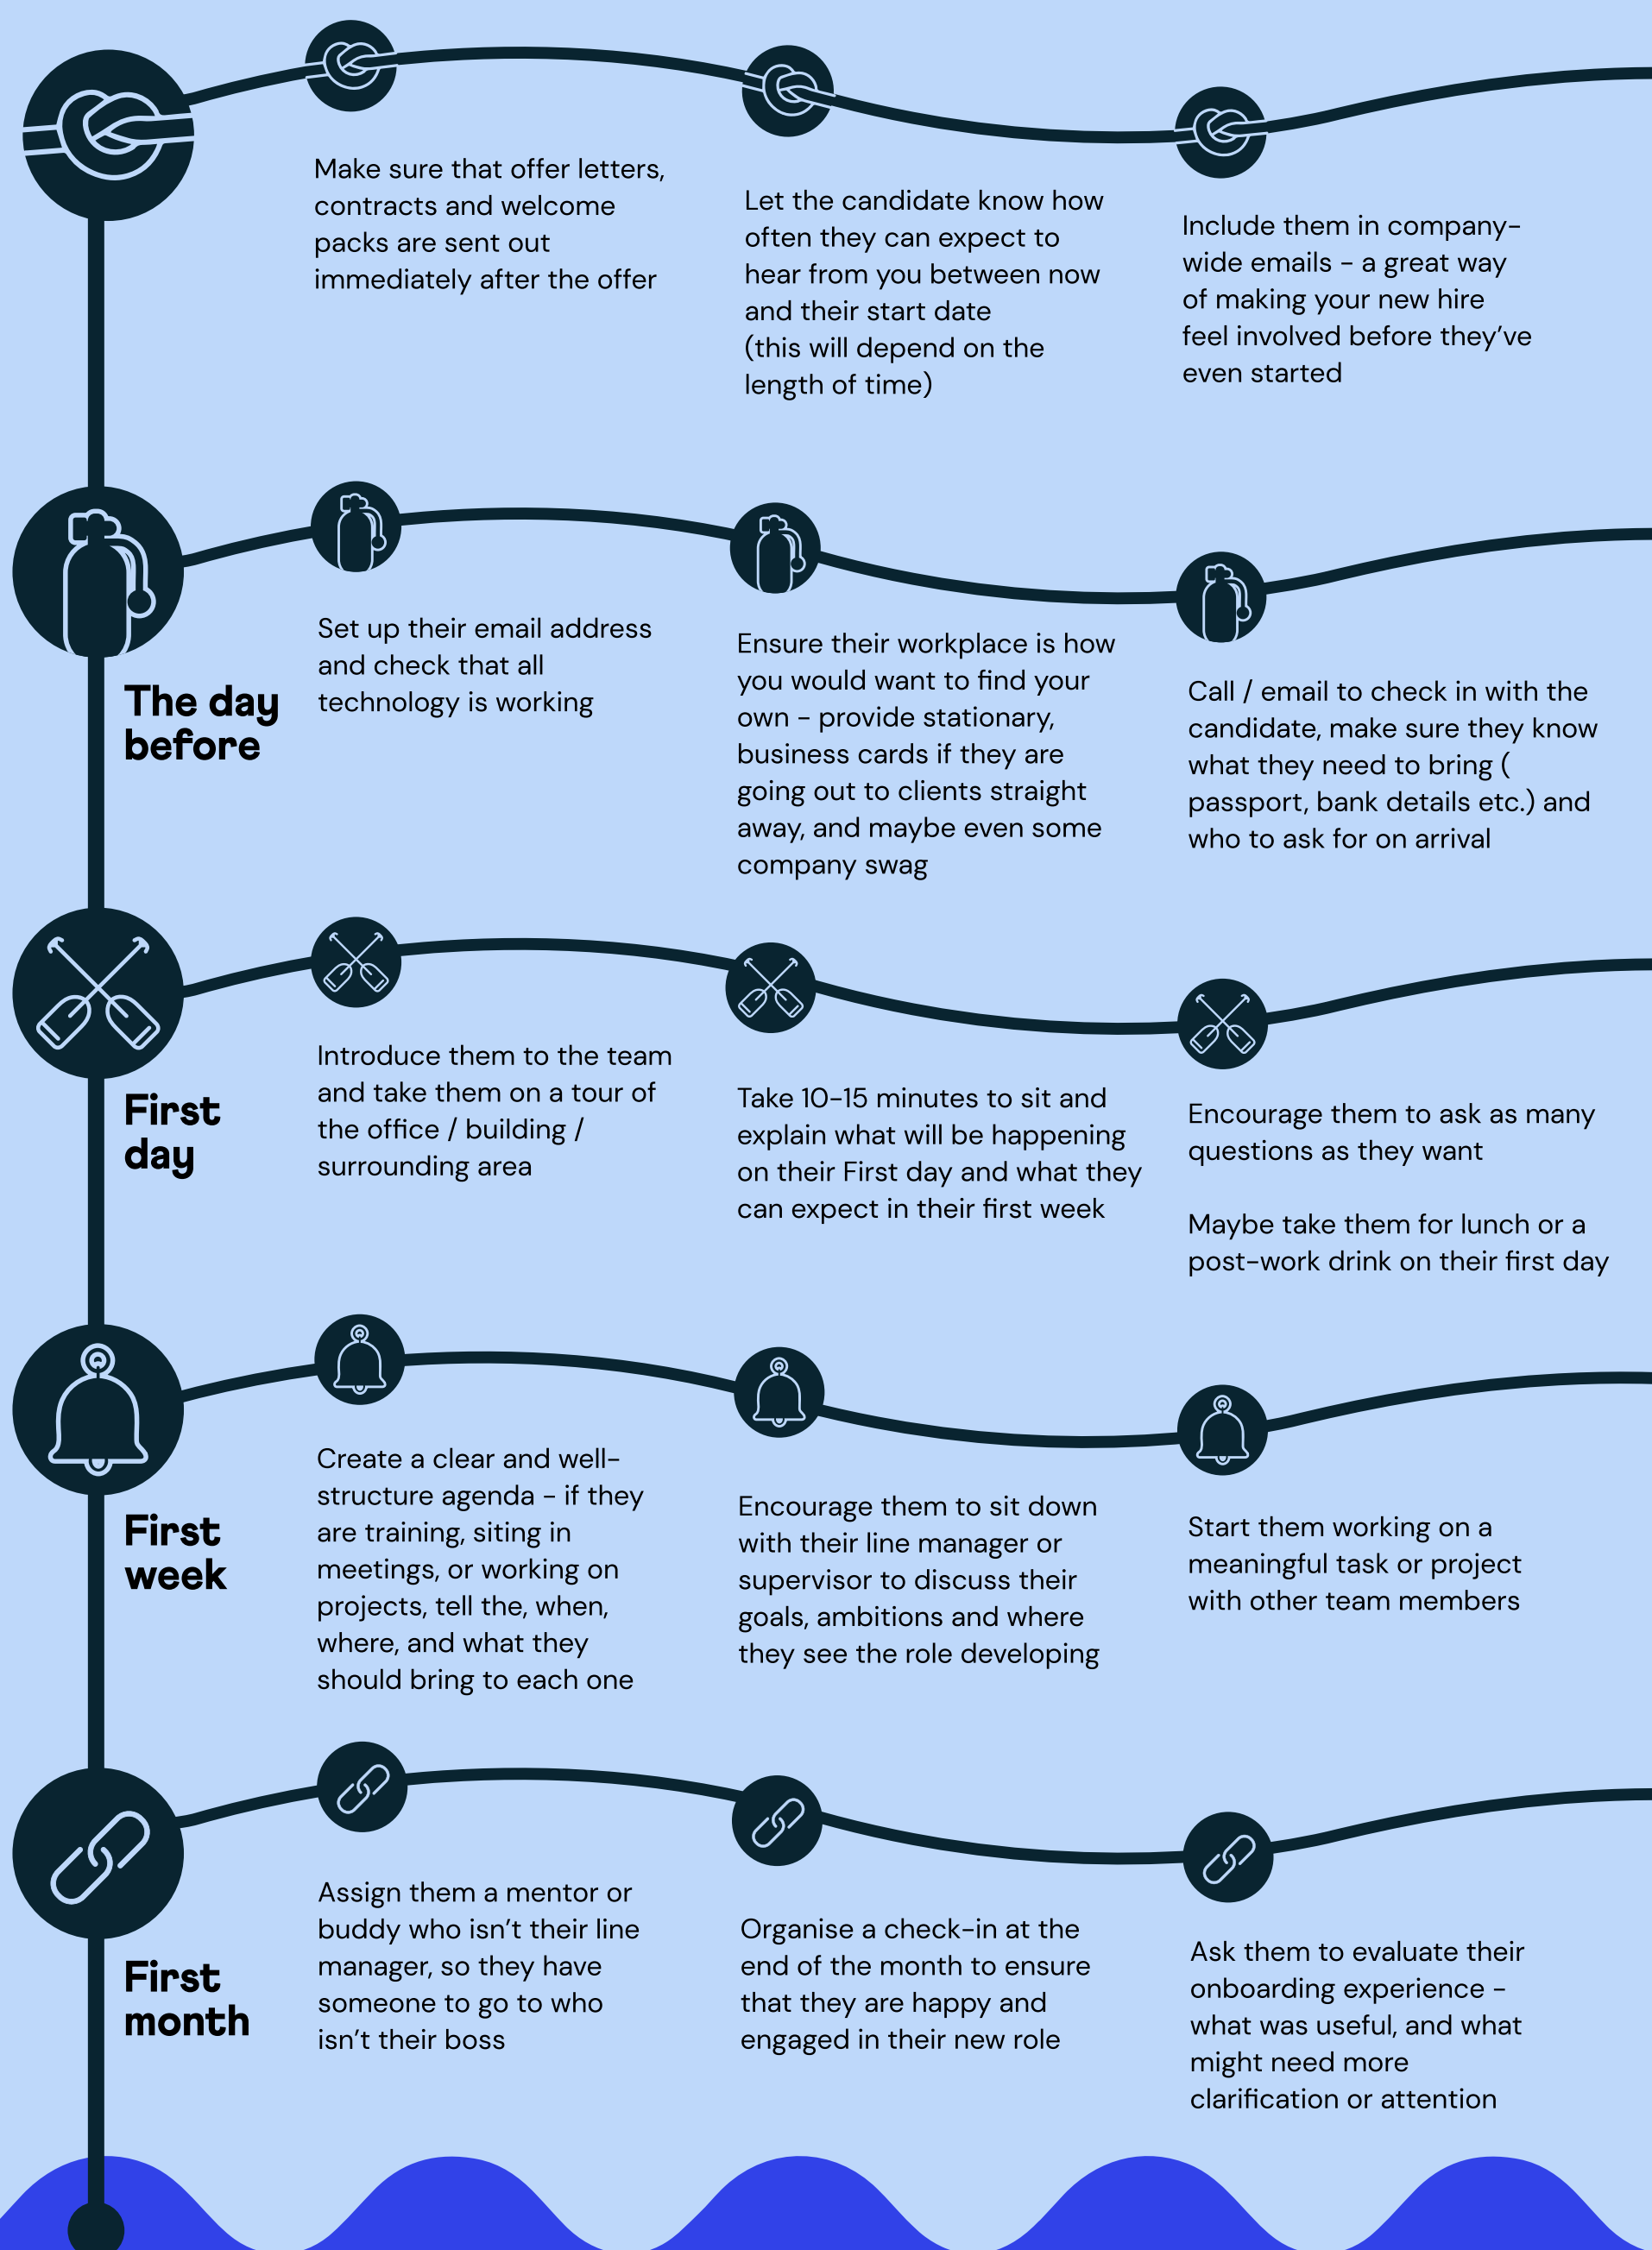 Make sure that offer letters,
contracts and welcome
packs are sent out
immediately after the offer
Let the candidate know how
often they can expect to
hear from you between now
and their start date
(this will depend on the
length of time)
Include them in company-
wide emails - a great way
of making your new hire
feel involved before they've
even started
The day
before
Set up their email address
and check that all
technology is working
Ensure their workplace is how
you would want to find your
own - provide stationary,
business cards if they are
going out to clients straight
away, and maybe even some
company swag
Call / email to check in with the
candidate, make sure they know
what they need to bring (
passport, bank details etc.) and
who to ask for on arrival
First
day
Introduce them to the team
and take them on a tour of
the office / building /
surrounding area
Take 10-15 minutes to sit and
explain what will be happening
on their First day and what they
can expect in their first week
Encourage them to ask as many
questions as they want
Maybe take them for lunch or a
post-work drink on their first day
First
week
Create a clear and well-
structure agenda - if they
are training, siting in
meetings, or working on
projects, tell the, when,
where, and what they
should bring to each one
Encourage them to sit down
with their line manager or
supervisor to discuss their
goals, ambitions and where
they see the role developing
Start them working on a
meaningful task or project
with other team members
First
month
Assign them a mentor or
buddy who isn't their line
manager, so they have
someone to go to who
isn't their boss
Organise a check-in at the
end of the month to ensure
that they are happy and
engaged in their new role
Ask them to evaluate their
onboarding experience -
what was useful, and what
might need more
clarification or attention